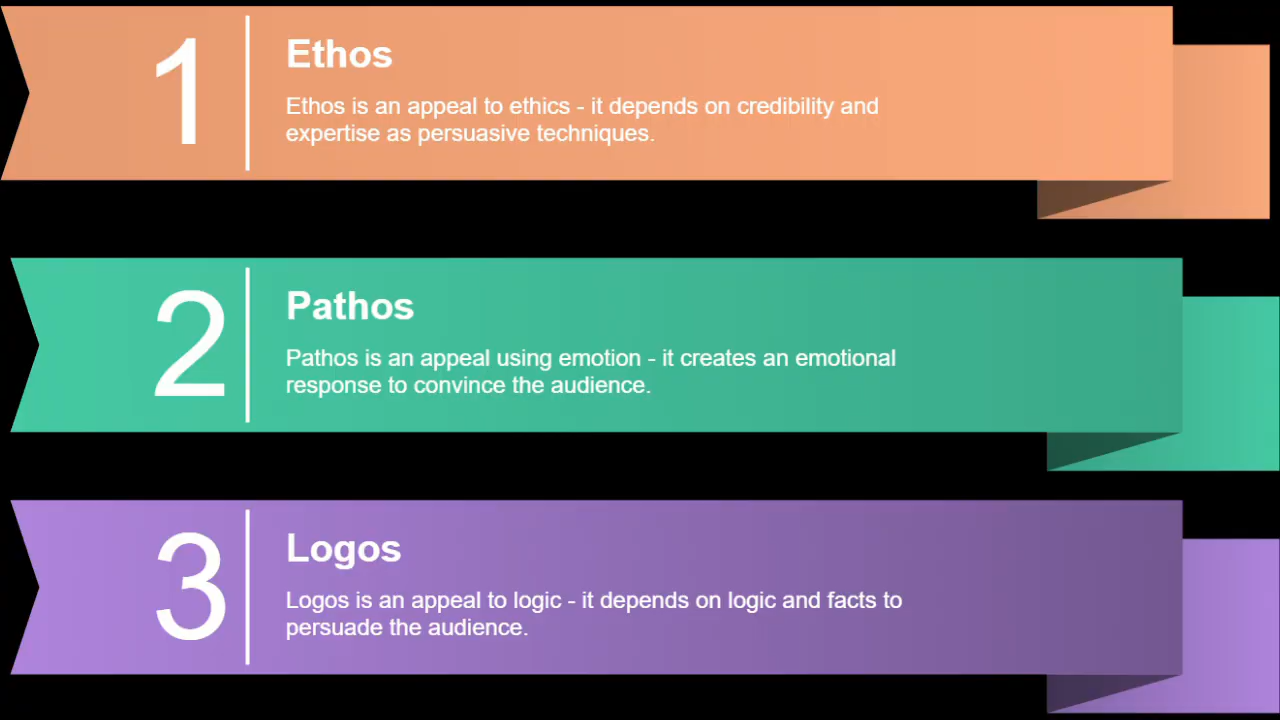 1
Ethos
Ethos is an appeal to ethics - it depends on credibility and
expertise as persuasive techniques.
2
Pathos
Pathos is an appeal using emotion - it creates an emotional
response to convince the audience.
3
Logos
Logos is an appeal to logic - it depends on logic and facts to
persuade the audience.